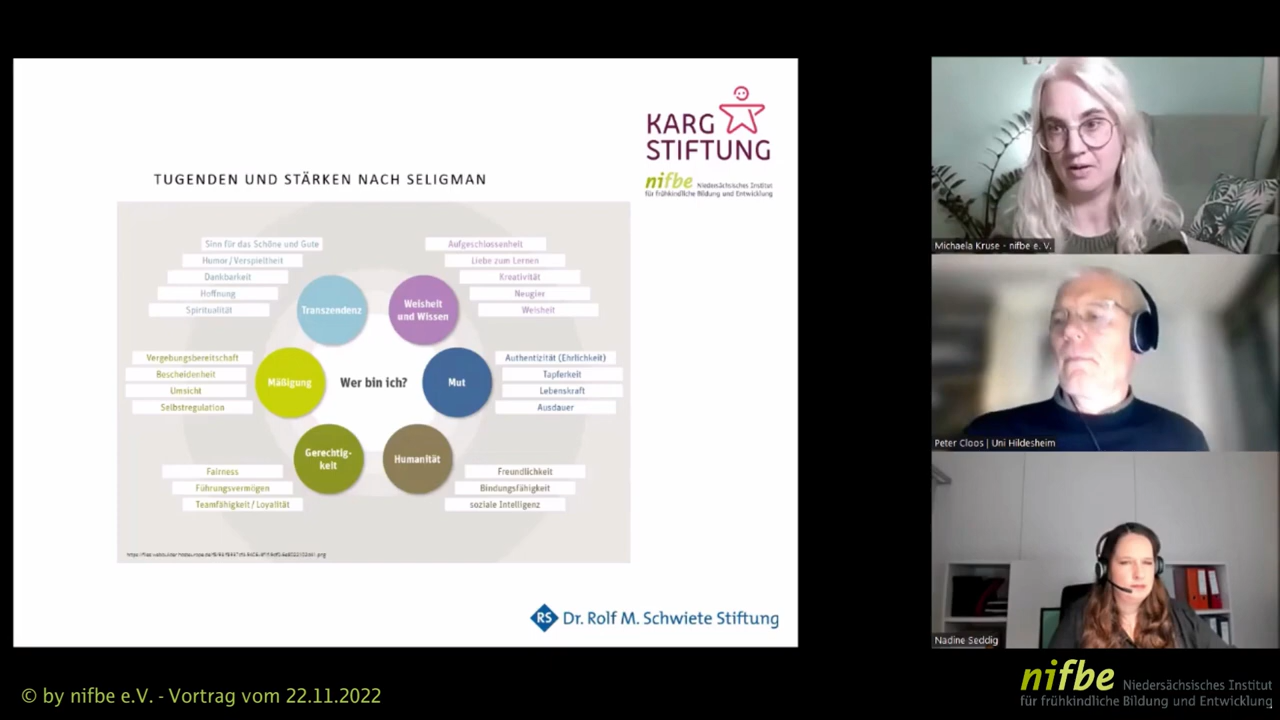 KARG
STIFTUNG
nifbe Niedersächsisches Institut
für frühkindliche Bildung und Entwicklung
TUGENDEN UND STÄRKEN NACH SELIGMAN
Sinn für das Schöne und Gute
Humor/Verspieltheit
Dankbarkeit
Hoffnung
Spiritualität
Transzendenz
Aufgeschlossenheit
Liebe zum Lernen
Kreativität
Neugier
Weisheit
Weisheit
und Wissen
Vergebungsbereitschaft
Bescheidenheit
Umsicht
Selbstregulation
Mäßigung
Wer bin ich?
Mut
Authentizität (Ehrlichkeit)
Tapferkeit
Lebenskraft
Ausdauer
Gerechtig-
keit
Fairness
Führungsvermögen
Teamfähigkeit/Loyalität
Humanität
Freundlichkeit
Bindungsfähigkeit
soziale Intelligenz
RS Dr. Rolf M. Schwiete Stiftung
Michaela Kruse - nifbe e. V.
Peter Cloos | Uni Hildesheim
Nadine Seddig
© by nifbe e.V. - Vortrag vom 22.11.2022
nifbe Niedersächsisches Institut
für frühkindliche Bildung und Entwicklung